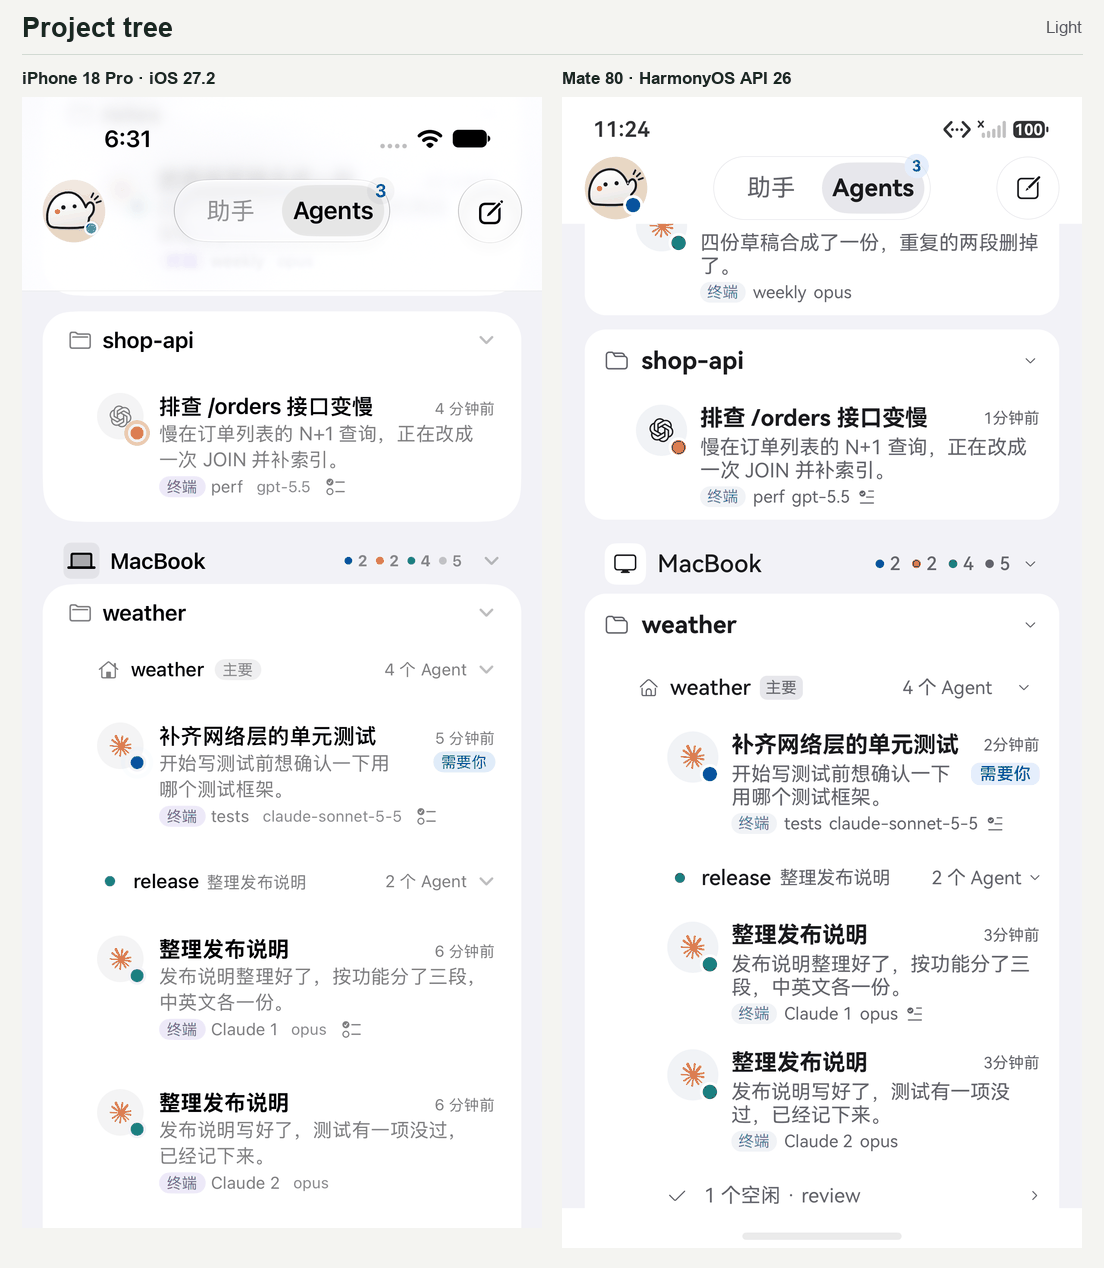 Project tree
Light
iPhone 18 Pro · iOS 27.2
6:31
助手
Agents
3
shop-api
排查 /orders 接口变慢
4 分钟前
慢在订单列表的 N+1 查询，正在改成
一次 JOIN 并补索引。
终端 perf gpt-5.5
MacBook
2 2 4 5
weather
weather 主要
4 个 Agent
补齐网络层的单元测试
5 分钟前
开始写测试前想确认一下用
需要你
哪个测试框架。
终端 tests claude-sonnet-5-5
release 整理发布说明
2 个 Agent
整理发布说明
6 分钟前
发布说明整理好了，按功能分了三段，
中英文各一份。
终端 Claude 1 opus
整理发布说明
6 分钟前
发布说明写好了，测试有一项没过，
已经记下来。
终端 Claude 2 opus
Mate 80 · HarmonyOS API 26
11:24
100
助手
Agents
3
四份草稿合成了一份，重复的两段删掉
了。
终端 weekly opus
shop-api
排查 /orders 接口变慢
1分钟前
慢在订单列表的 N+1 查询，正在改成
一次 JOIN 并补索引。
终端 perf gpt-5.5
MacBook
2 2 4 5
weather
weather 主要
4 个 Agent
补齐网络层的单元测试
2分钟前
开始写测试前想确认一下
需要你
用哪个测试框架。
终端 tests claude-sonnet-5-5
release 整理发布说明
2 个 Agent
整理发布说明
3分钟前
发布说明整理好了，按功能分了三
段，中英文各一份。
终端 Claude 1 opus
整理发布说明
3分钟前
发布说明写好了，测试有一项没
过，已经记下来。
终端 Claude 2 opus
1 个空闲 · review